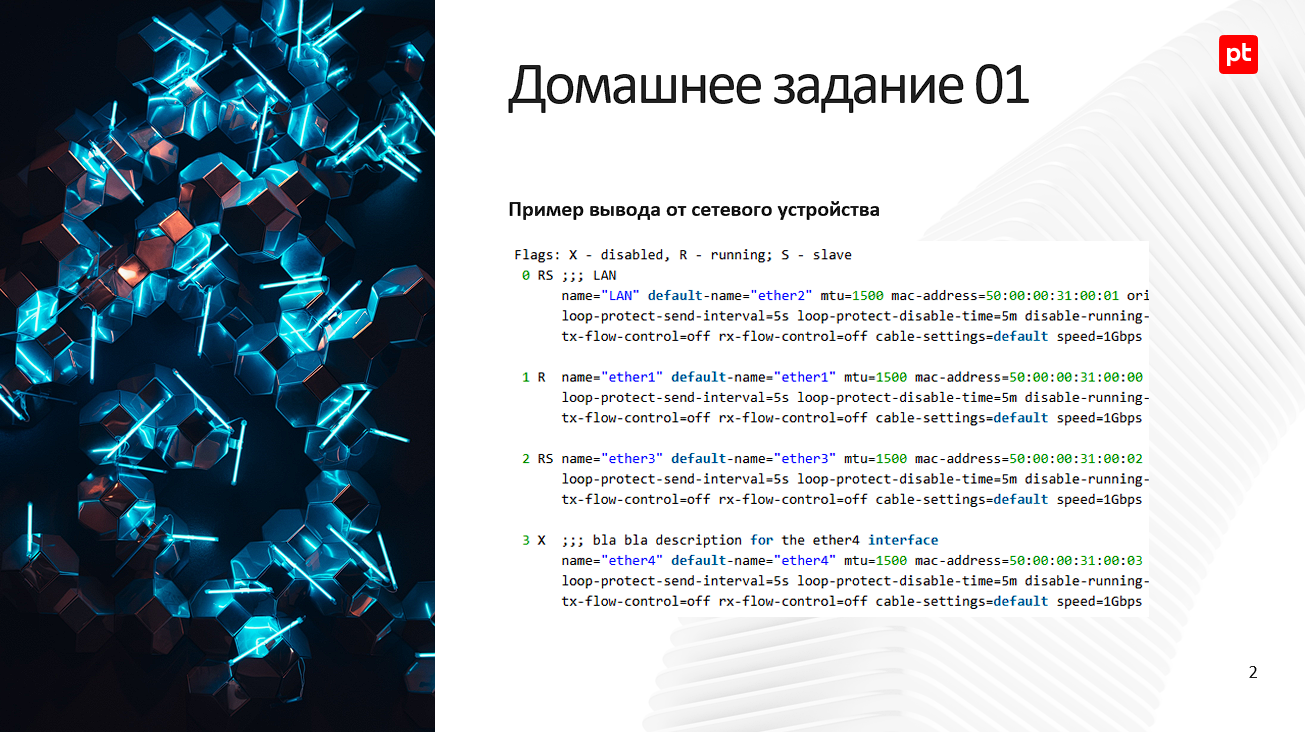 pt
Домашнее задание 01
Пример вывода от сетевого устройства
Flags: X - disabled, R - running; S - slave
0 RS ;;; LAN
name="LAN" default-name="ether2" mtu=1500 mac-address=50:00:00:31:00:01 ori
loop-protect-send-interval=5s loop-protect-disable-time=5m disable-running-
tx-flow-control=off rx-flow-control=off cable-settings=default speed=1Gbps
1 R name="ether1" default-name="ether1" mtu=1500 mac-address=50:00:00:31:00:00
loop-protect-send-interval=5s loop-protect-disable-time=5m disable-running-
tx-flow-control=off rx-flow-control=off cable-settings=default speed=1Gbps
2 RS name="ether3" default-name="ether3" mtu=1500 mac-address=50:00:00:31:00:02
loop-protect-send-interval=5s loop-protect-disable-time=5m disable-running-
tx-flow-control=off rx-flow-control=off cable-settings=default speed=1Gbps
3 X ;;; bla bla description for the ether4 interface
name="ether4" default-name="ether4" mtu=1500 mac-address=50:00:00:31:00:03
loop-protect-send-interval=5s loop-protect-disable-time=5m disable-running-
tx-flow-control=off rx-flow-control=off cable-settings=default speed=1Gbps
2